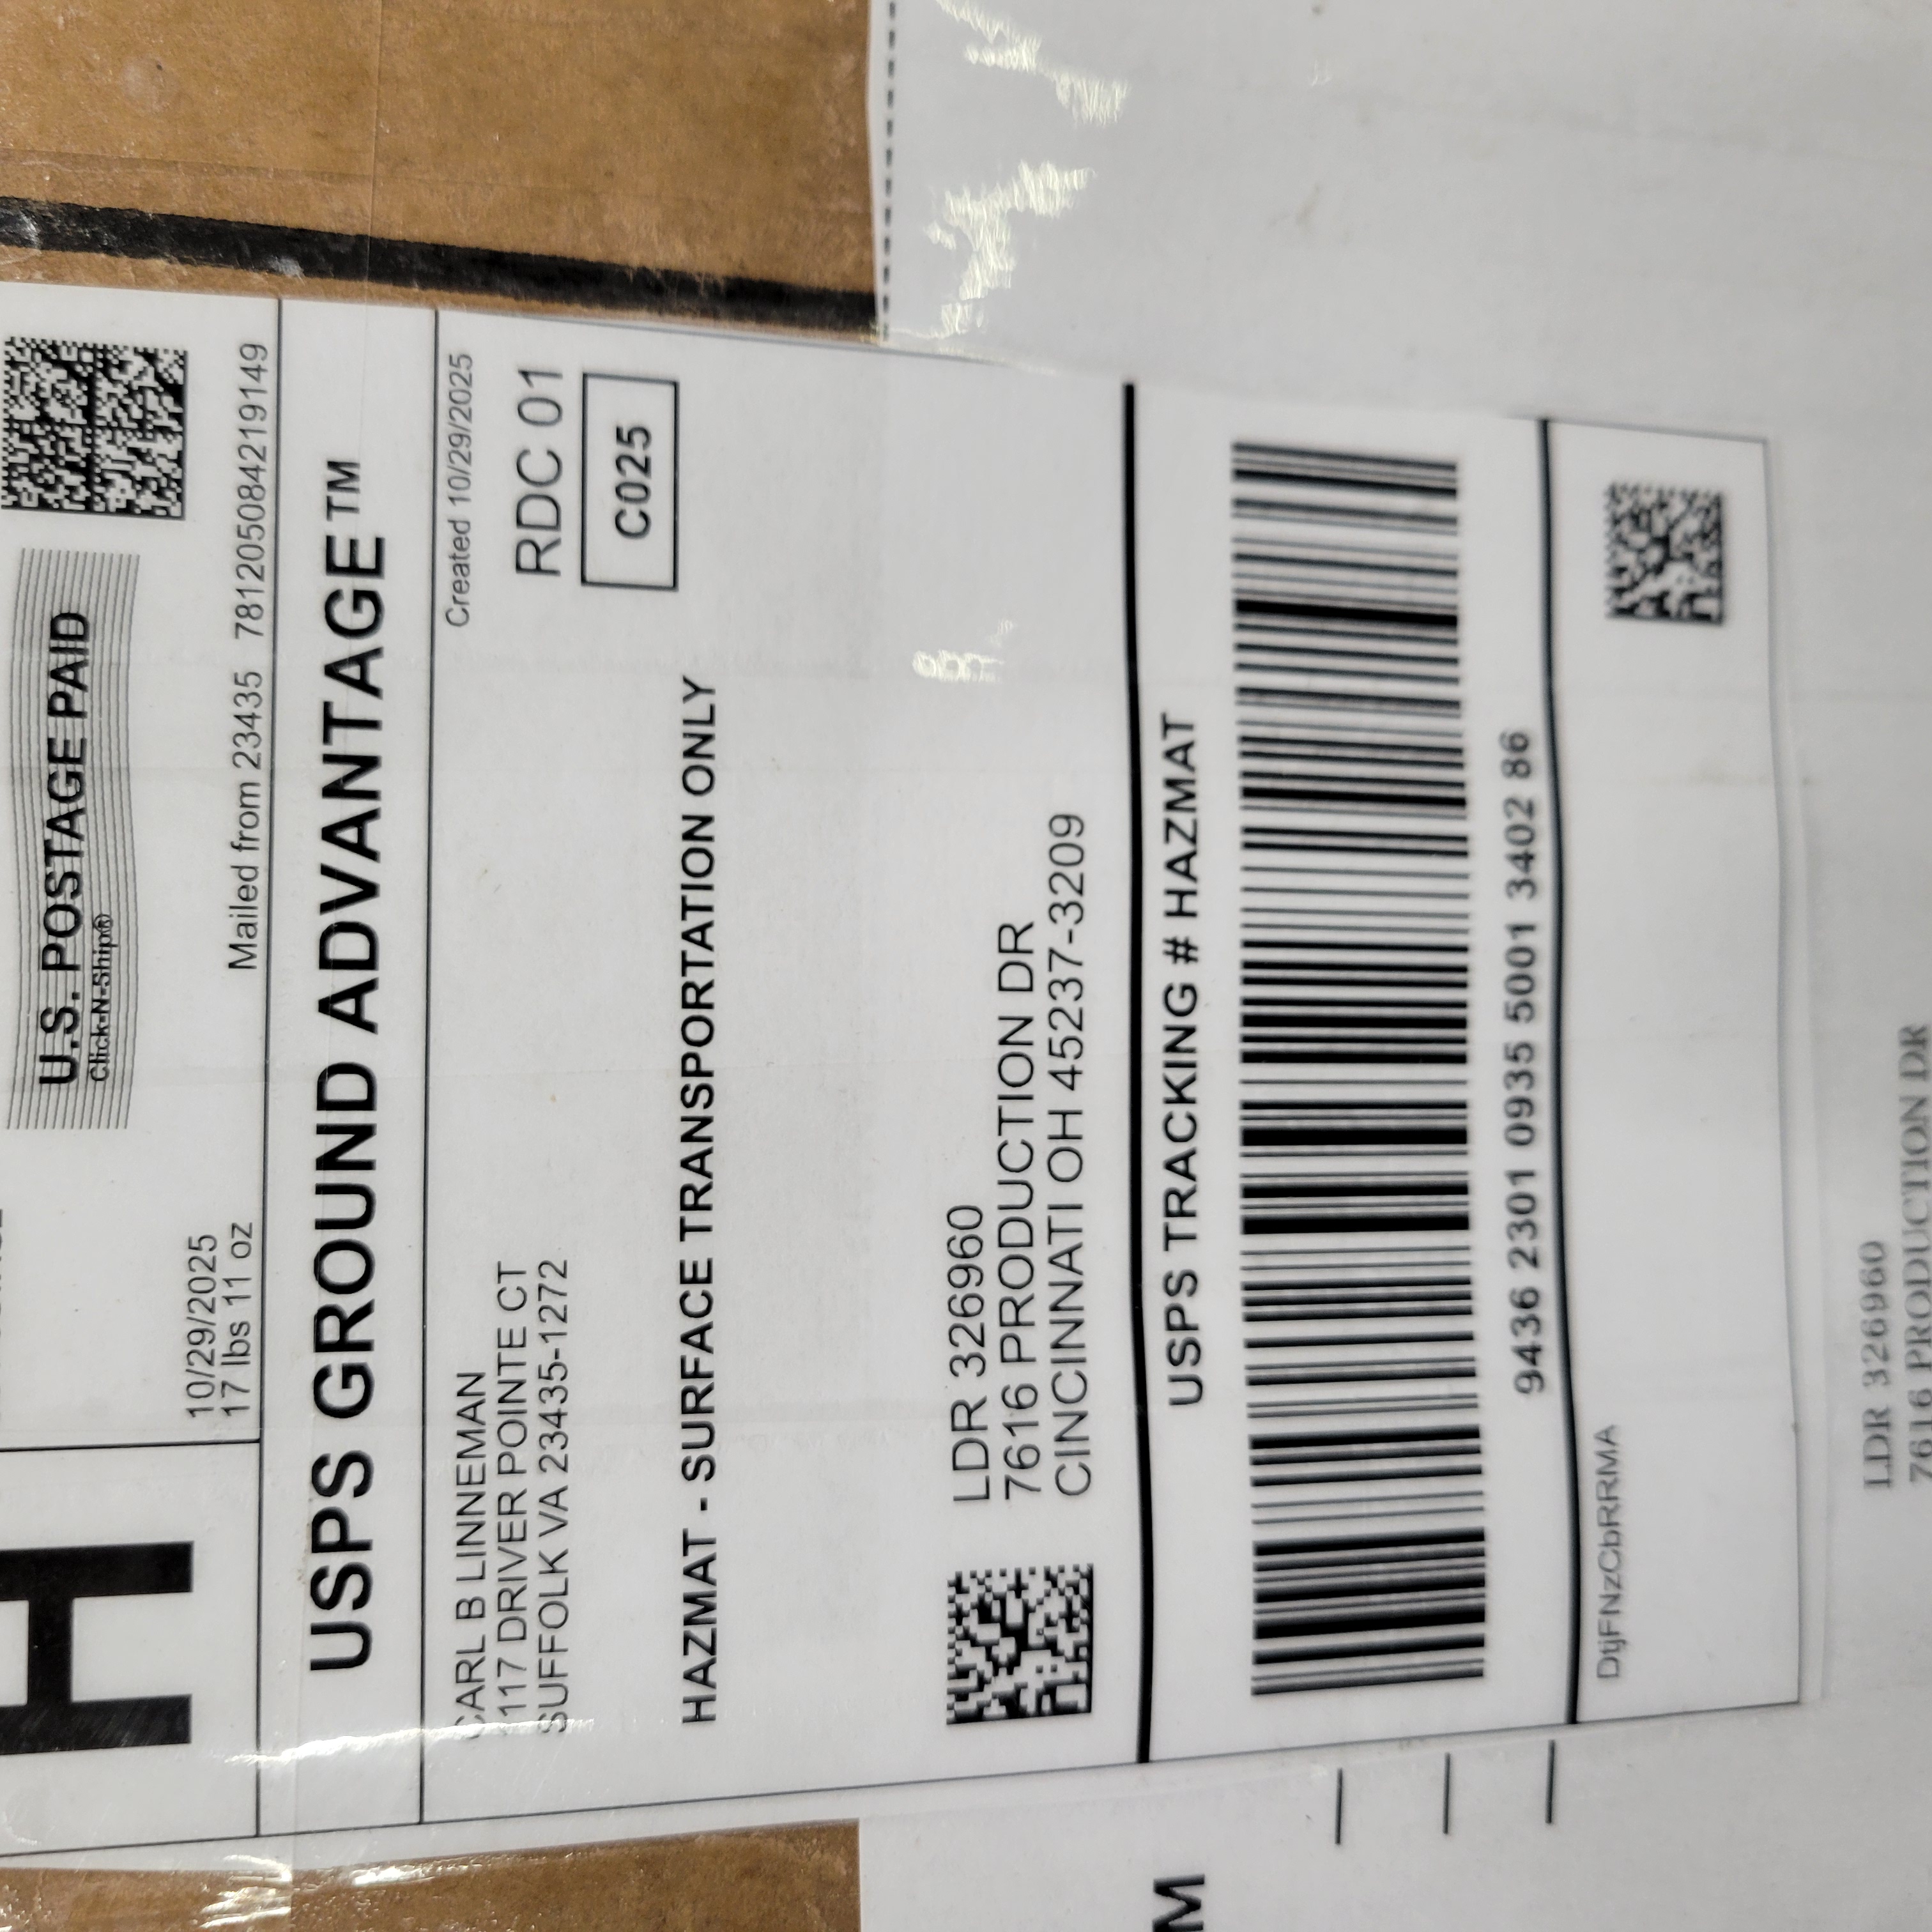 H
U.S. POSTAGE PAID
Click-N-Ship®
10/29/2025
17 lbs 11 oz
Mailed from 23435 781205084219149
USPS GROUND ADVANTAGE™
CARL B LINNEMAN
1117 DRIVER POINTE CT
SUFFOLK VA 23435-1272
Created 10/29/2025
RDC 01
C025
HAZMAT - SURFACE TRANSPORTATION ONLY
LDR 326960
7616 PRODUCTION DR
CINCINNATI OH 45237-3209
USPS TRACKING # HAZMAT
9436 2301 0935 5001 3402 86
DtjFNzCbRRMA
LDR 326960
7616 PRODUCTION DR
M